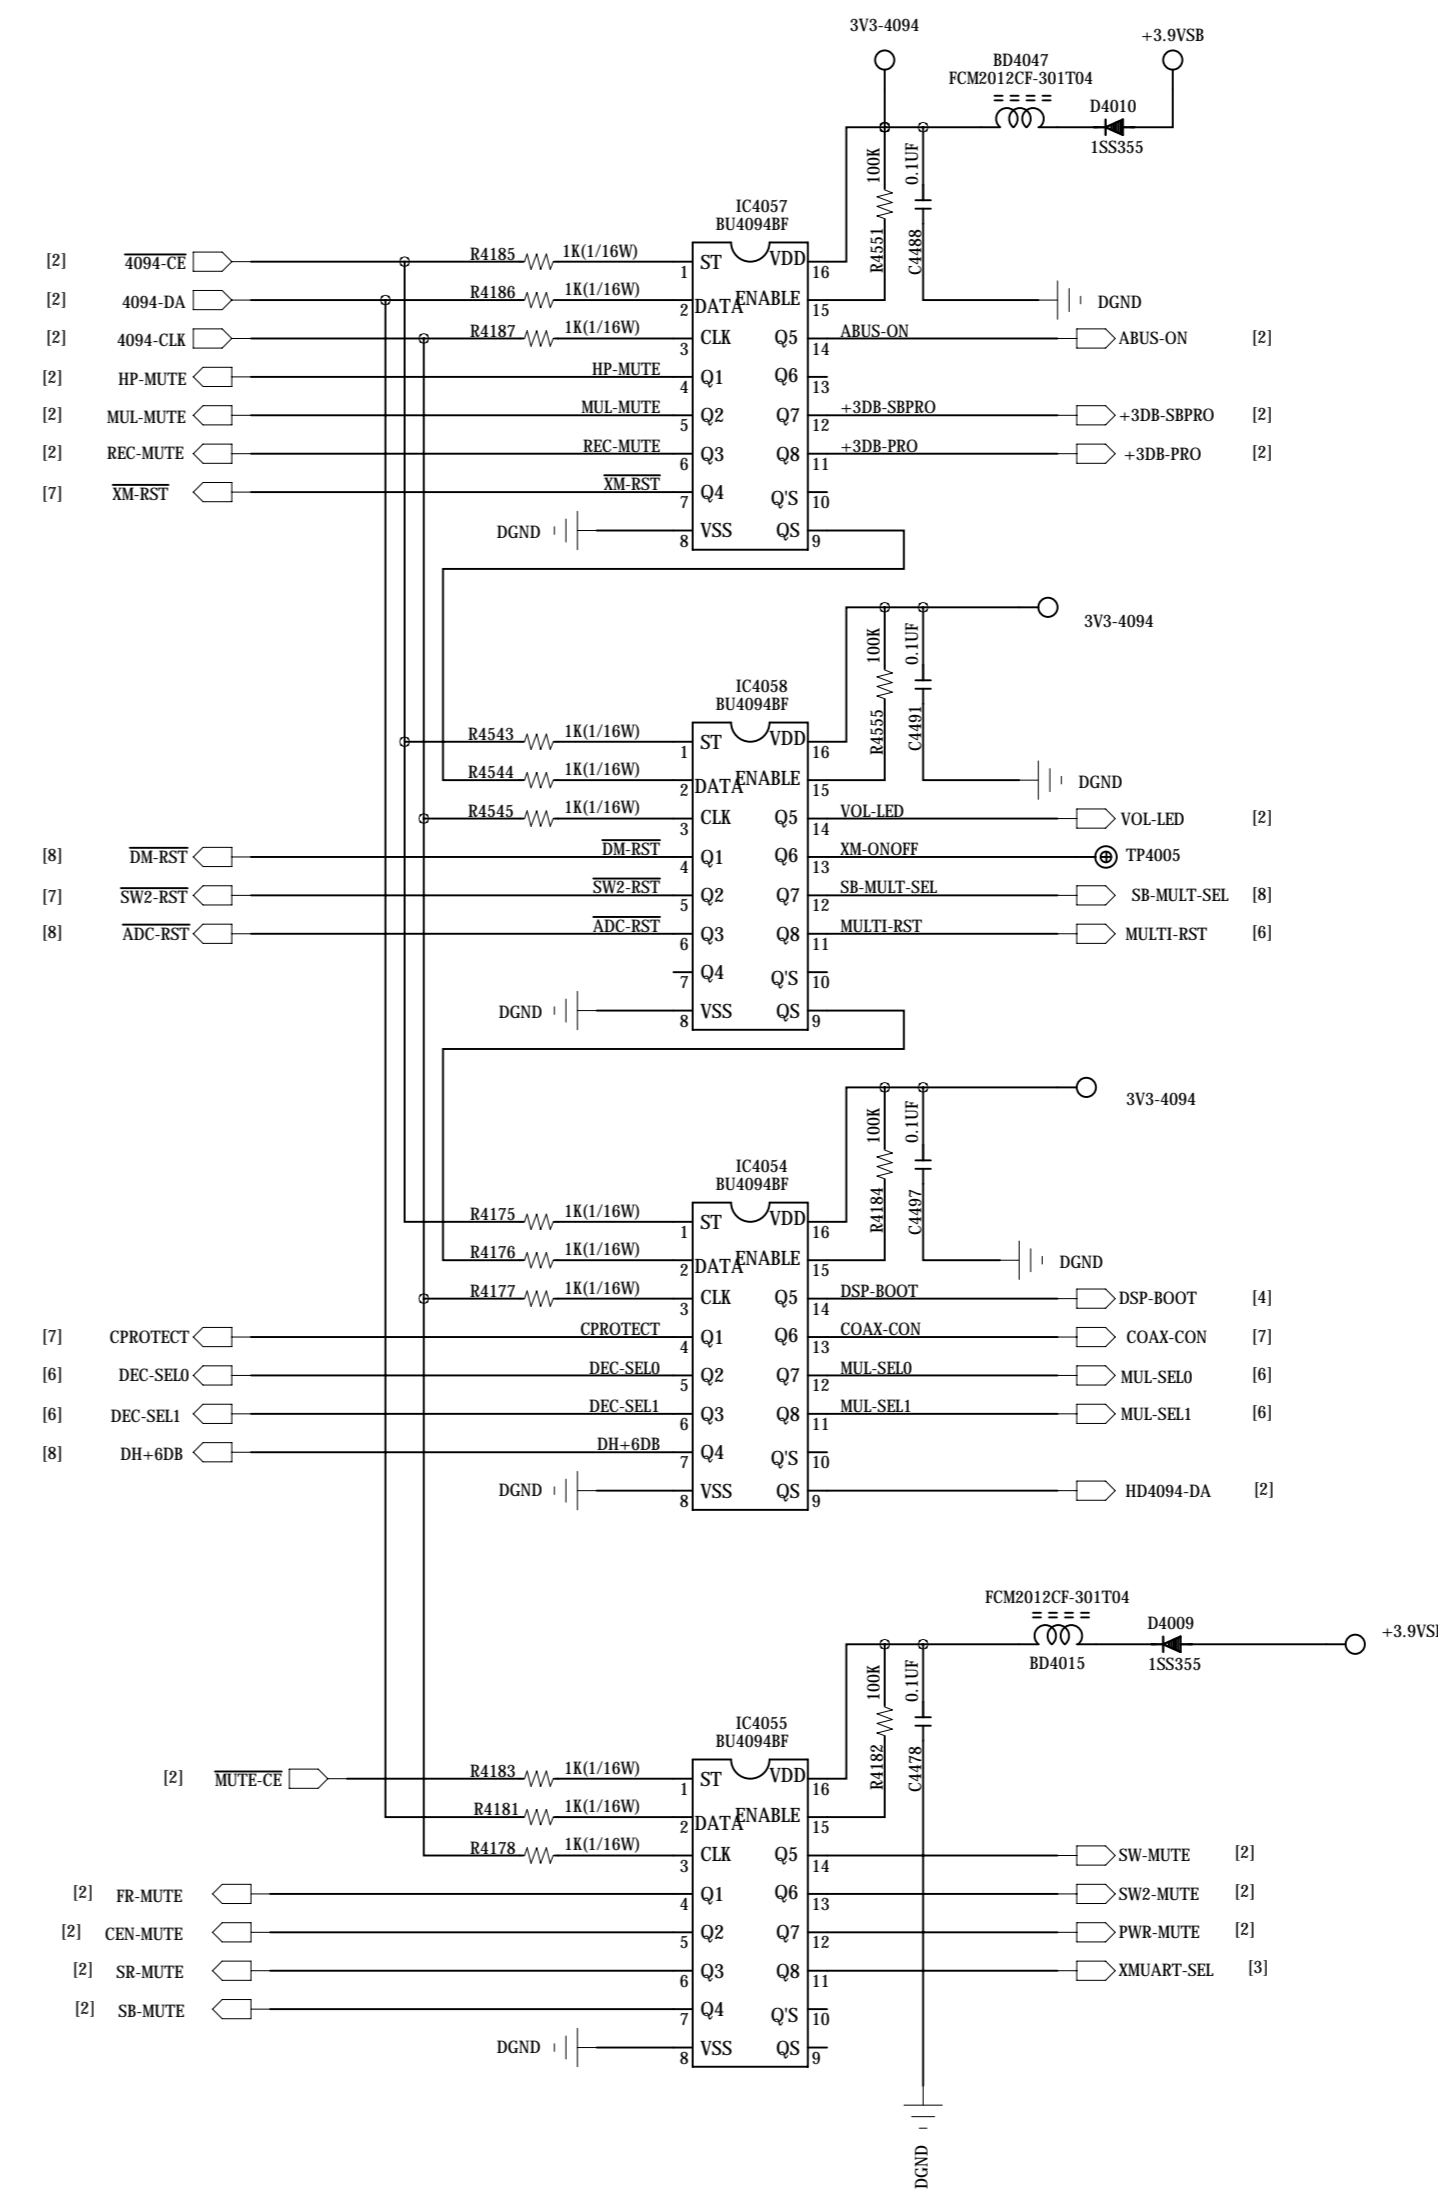 3V3-4094
+3.9VSB
BD4047
FCM2012CF-301T04
D4010
1SS355
100K
0.1UF
R4551
C4488
IC4057
BU4094BF
[2] 4094-CE R4185 1K(1/16W) 1 ST VDD 16
[2] 4094-DA R4186 1K(1/16W) 2 DATA ENABLE 15 DGND
[2] 4094-CLK R4187 1K(1/16W) 3 CLK Q5 14 ABUS-ON ABUS-ON [2]
[2] HP-MUTE HP-MUTE 4 Q1 Q6 13
[2] MUL-MUTE MUL-MUTE 5 Q2 Q7 12 +3DB-SBPRO +3DB-SBPRO [2]
[2] REC-MUTE REC-MUTE 6 Q3 Q8 11 +3DB-PRO +3DB-PRO [2]
[7] XM-RST XM-RST 7 Q4 Q'S 10
DGND 8 VSS QS 9
3V3-4094
100K
0.1UF
R4555
C4491
IC4058
BU4094BF
R4543 1K(1/16W) 1 ST VDD 16
R4544 1K(1/16W) 2 DATA ENABLE 15 DGND
R4545 1K(1/16W) 3 CLK Q5 14 VOL-LED VOL-LED [2]
[8] DM-RST DM-RST 4 Q1 Q6 13 XM-ONOFF TP4005
[7] SW2-RST SW2-RST 5 Q2 Q7 12 SB-MULT-SEL SB-MULT-SEL [8]
[8] ADC-RST ADC-RST 6 Q3 Q8 11 MULTI-RST MULTI-RST [6]
7 Q4 Q'S 10
DGND 8 VSS QS 9
3V3-4094
100K
0.1UF
R4184
C4497
IC4054
BU4094BF
R4175 1K(1/16W) 1 ST VDD 16
R4176 1K(1/16W) 2 DATA ENABLE 15 DGND
R4177 1K(1/16W) 3 CLK Q5 14 DSP-BOOT DSP-BOOT [4]
[7] CPROTECT CPROTECT 4 Q1 Q6 13 COAX-CON COAX-CON [7]
[6] DEC-SEL0 DEC-SEL0 5 Q2 Q7 12 MUL-SEL0 MUL-SEL0 [6]
[6] DEC-SEL1 DEC-SEL1 6 Q3 Q8 11 MUL-SEL1 MUL-SEL1 [6]
[8] DH+6DB DH+6DB 7 Q4 Q'S 10
DGND 8 VSS QS 9 HD4094-DA [2]
FCM2012CF-301T04
D4009
+3.9VS
BD4015
1SS355
100K
0.1UF
R4182
C4478
IC4055
BU4094BF
[2] MUTE-CE R4183 1K(1/16W) 1 ST VDD 16
R4181 1K(1/16W) 2 DATA ENABLE 15
R4178 1K(1/16W) 3 CLK Q5 14 SW-MUTE [2]
[2] FR-MUTE 4 Q1 Q6 13 SW2-MUTE [2]
[2] CEN-MUTE 5 Q2 Q7 12 PWR-MUTE [2]
[2] SR-MUTE 6 Q3 Q8 11 XMUART-SEL [3]
[2] SB-MUTE 7 Q4 Q'S 10
DGND 8 VSS QS 9
DGND